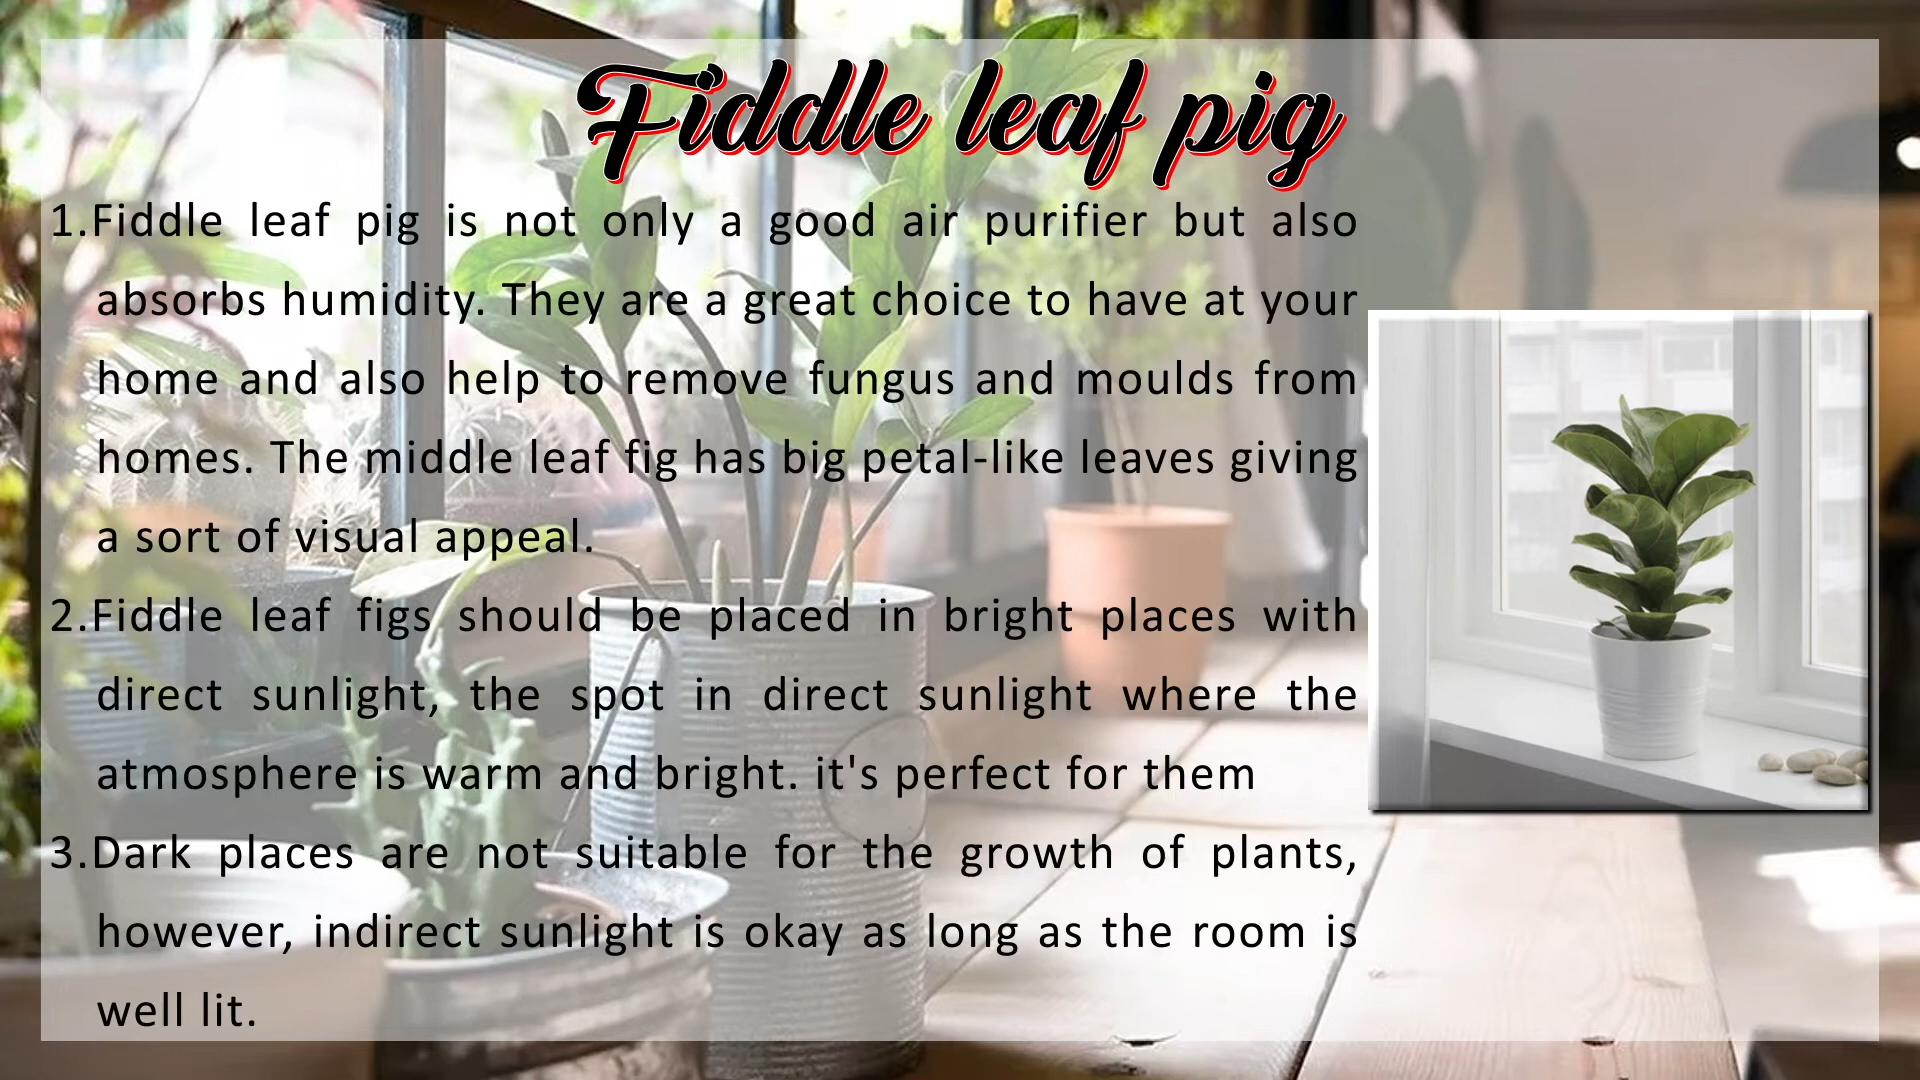 Fiddle leaf pig
1.Fiddle leaf pig is not only a good air purifier but also
absorbs humidity. They are a great choice to have at your
home and also help to remove fungus and moulds from
homes. The middle leaf fig has big petal-like leaves giving
a sort of visual appeal.
2.Fiddle leaf figs should be placed in bright places with
direct sunlight, the spot in direct sunlight where the
atmosphere is warm and bright. it's perfect for them
3.Dark places are not suitable for the growth of plants,
however, indirect sunlight is okay as long as the room is
well lit.